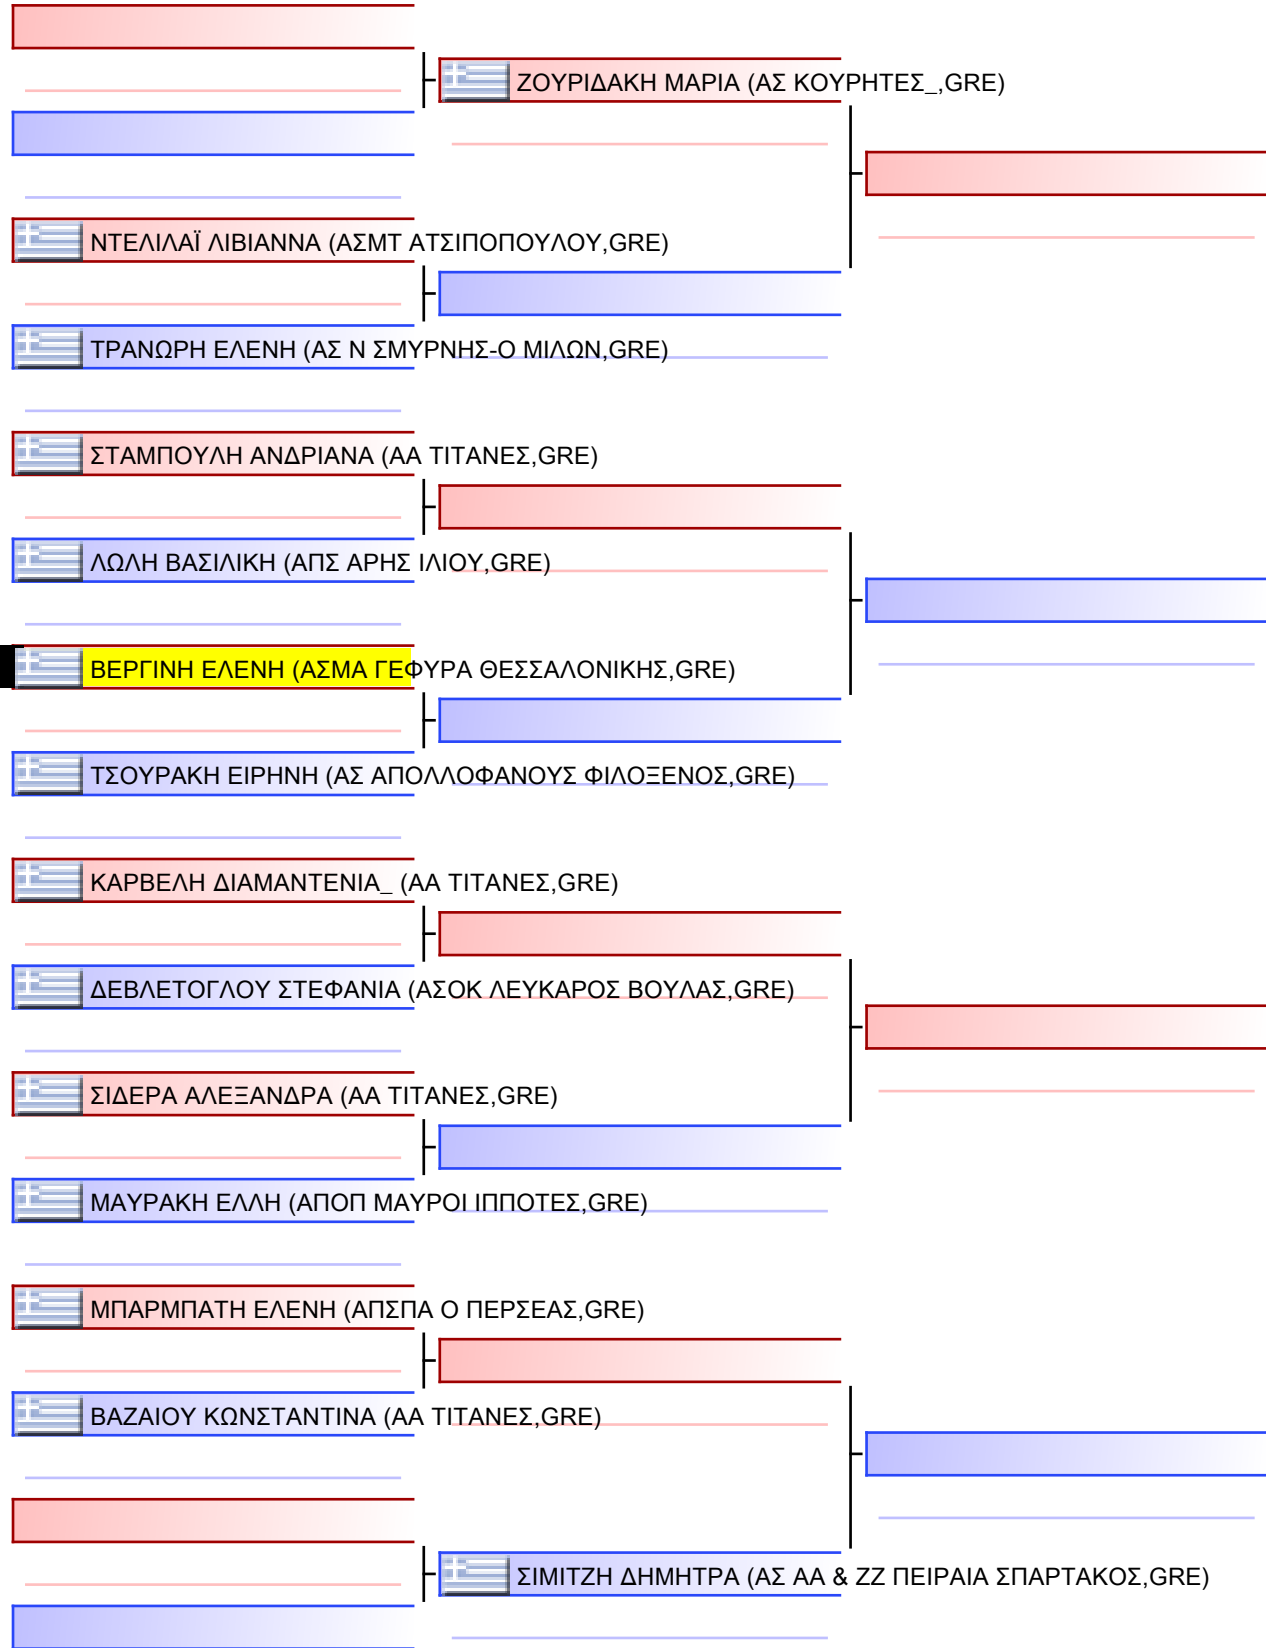 ΖΟΥΡΙΔΑΚΗ ΜΑΡΙΑ (ΑΣ ΚΟΥΡΗΤΕΣ_,GRE)
ΝΤΕΛΙΛΑΪ ΛΙΒΙΑΝΝΑ (ΑΣΜΤ ΑΤΣΙΠΟΠΟΥΛΟΥ,GRE)
ΤΡΑΝΩΡΗ ΕΛΕΝΗ (ΑΣ Ν ΣΜΥΡΝΗΣ-Ο ΜΙΛΩΝ,GRE)
ΣΤΑΜΠΟΥΛΗ ΑΝΔΡΙΑΝΑ (ΑΑ ΤΙΤΑΝΕΣ,GRE)
ΛΩΛΗ ΒΑΣΙΛΙΚΗ (ΑΠΣ ΑΡΗΣ ΙΛΙΟΥ,GRE)
ΒΕΡΓΙΝΗ ΕΛΕΝΗ (ΑΣΜΑ ΓΕΦΥΡΑ ΘΕΣΣΑΛΟΝΙΚΗΣ,GRE)
ΤΣΟΥΡΑΚΗ ΕΙΡΗΝΗ (ΑΣ ΑΠΟΛΛΟΦΑΝΟΥΣ ΦΙΛΟΞΕΝΟΣ,GRE)
ΚΑΡΒΕΛΗ ΔΙΑΜΑΝΤΕΝΙΑ_ (ΑΑ ΤΙΤΑΝΕΣ,GRE)
ΔΕΒΛΕΤΟΓΛΟΥ ΣΤΕΦΑΝΙΑ (ΑΣΟΚ ΛΕΥΚΑΡΟΣ ΒΟΥΛΑΣ,GRE)
ΣΙΔΕΡΑ ΑΛΕΞΑΝΔΡΑ (ΑΑ ΤΙΤΑΝΕΣ,GRE)
ΜΑΥΡΑΚΗ ΕΛΛΗ (ΑΠΟΠ ΜΑΥΡΟΙ ΙΠΠΟΤΕΣ,GRE)
ΜΠΑΡΜΠΑΤΗ ΕΛΕΝΗ (ΑΠΣΠΑ Ο ΠΕΡΣΕΑΣ,GRE)
ΒΑΖΑΙΟΥ ΚΩΝΣΤΑΝΤΙΝΑ (ΑΑ ΤΙΤΑΝΕΣ,GRE)
ΣΙΜΙΤΖΗ ΔΗΜΗΤΡΑ (ΑΣ ΑΑ & ΖΖ ΠΕΙΡΑΙΑ ΣΠΑΡΤΑΚΟΣ,GRE)